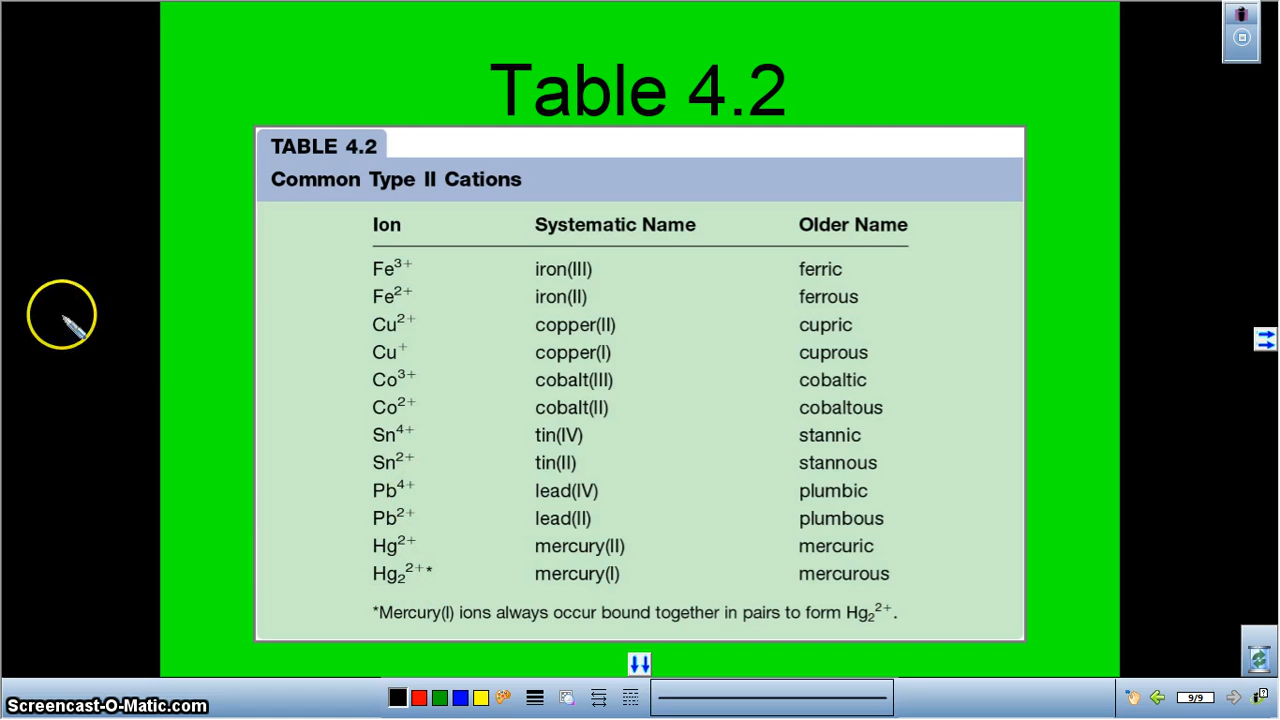 Table 4.2
TABLE 4.2
Common Type II Cations
Ion Systematic Name Older Name
Fe³⁺ iron(III) ferric
Fe²⁺ iron(II) ferrous
Cu²⁺ copper(II) cupric
Cu⁺ copper(I) cuprous
Co³⁺ cobalt(III) cobaltic
Co²⁺ cobalt(II) cobaltous
Sn⁴⁺ tin(IV) stannic
Sn²⁺ tin(II) stannous
Pb⁴⁺ lead(IV) plumbic
Pb²⁺ lead(II) plumbous
Hg²⁺ mercury(II) mercuric
Hg₂²⁺* mercury(I) mercurous
*Mercury(I) ions always occur bound together in pairs to form Hg₂²⁺.
Screencast-O-Matic.com
9/9